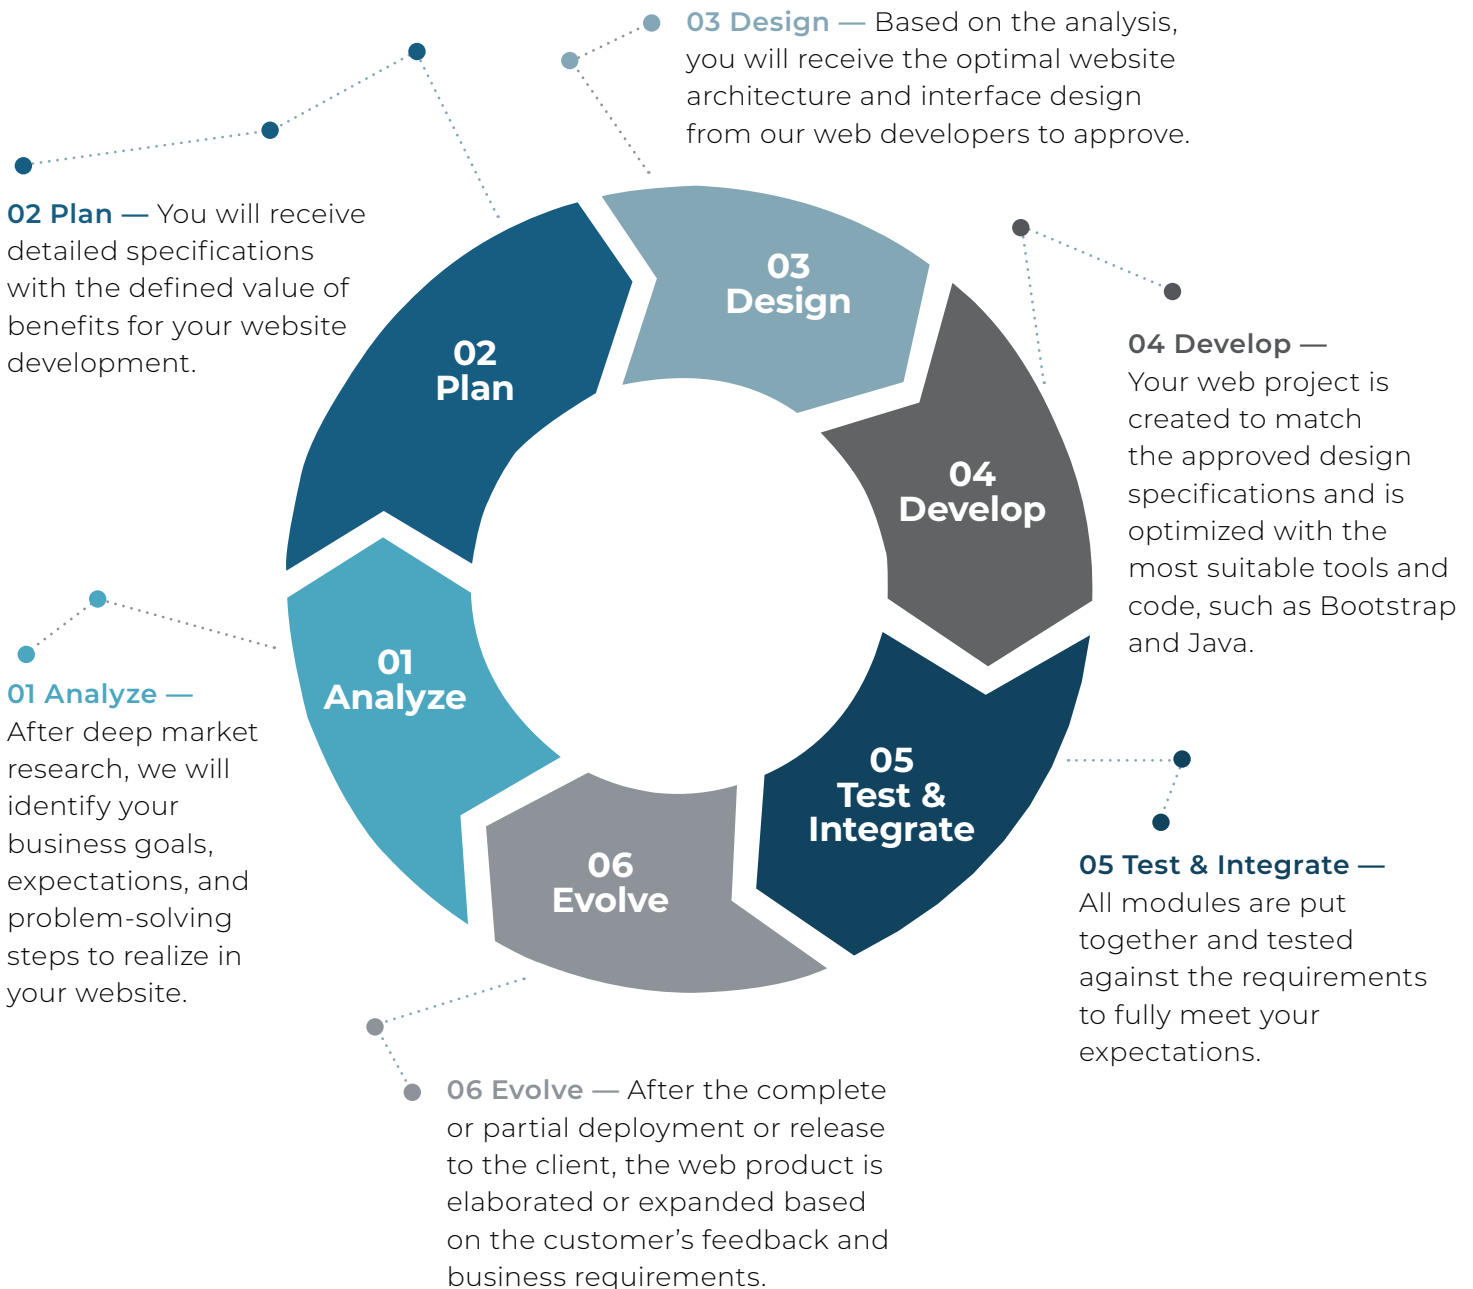 03 Design — Based on the analysis,
you will receive the optimal website
architecture and interface design
from our web developers to approve.
02 Plan — You will receive
detailed specifications
with the defined value of
benefits for your website
development.
03
Design
02
Plan
04 Develop —
Your web project is
created to match
the approved design
specifications and is
optimized with the
most suitable tools and
code, such as Bootstrap
and Java.
04
Develop
01
Analyze
01 Analyze —
After deep market
research, we will
identify your
business goals,
expectations, and
problem-solving
steps to realize in
your website.
05
Test &
Integrate
06
Evolve
05 Test & Integrate —
All modules are put
together and tested
against the requirements
to fully meet your
expectations.
06 Evolve — After the complete
or partial deployment or release
to the client, the web product is
elaborated or expanded based
on the customer’s feedback and
business requirements.